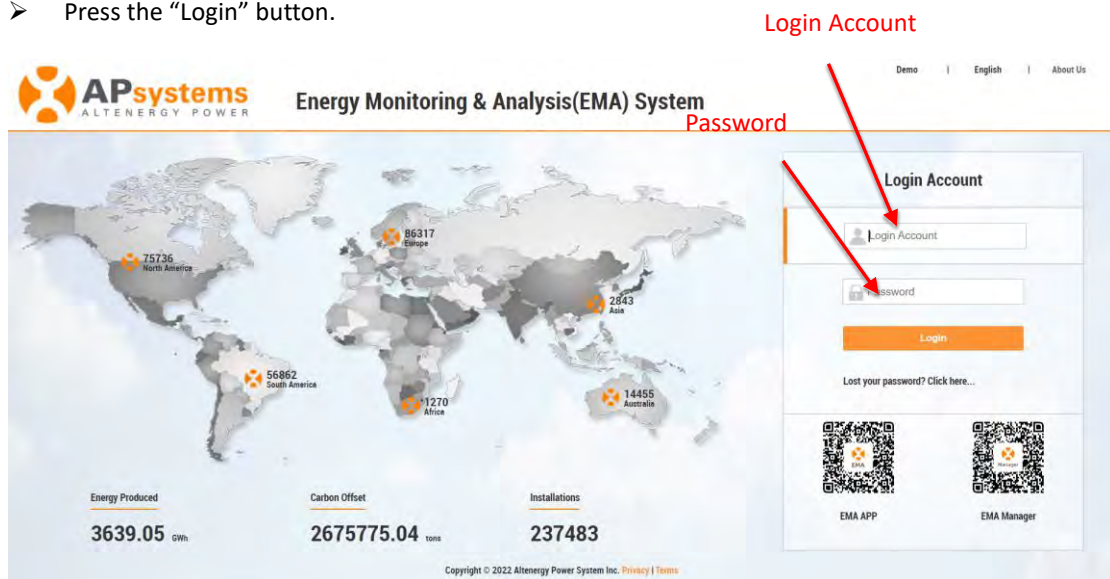 ➢ Press the “Login” button.
Login Account
Demo | English | About Us
APsystems
ALTENERGY POWER
Energy Monitoring & Analysis(EMA) System
Password
Login Account
86317
Europe
75736
North America
Login Account
2843
Asia
Password
Login
56862
South America
Lost your password? Click here...
1270
Africa
14455
Australia
EMA
Manager
Energy Produced
Carbon Offset
Installations
EMA APP
EMA Manager
3639.05 GWh
2675775.04 tons
237483
Copyright © 2022 Altenergy Power System Inc. Privacy | Terms